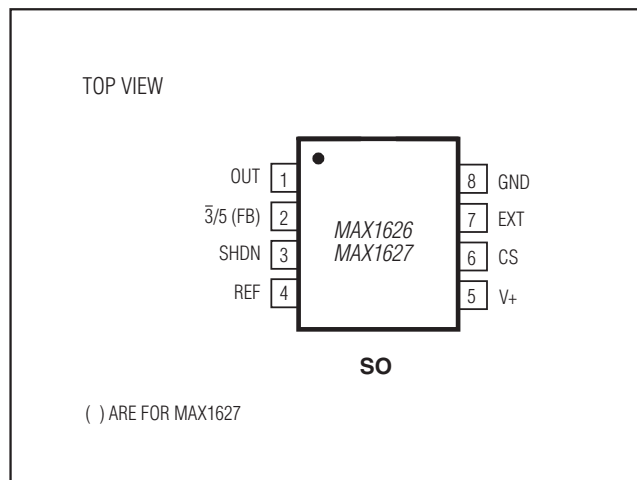 TOP VIEW
OUT 1
3̅/5 (FB) 2
SHDN 3
REF 4
MAX1626
MAX1627
8 GND
7 EXT
6 CS
5 V+
SO
( ) ARE FOR MAX1627